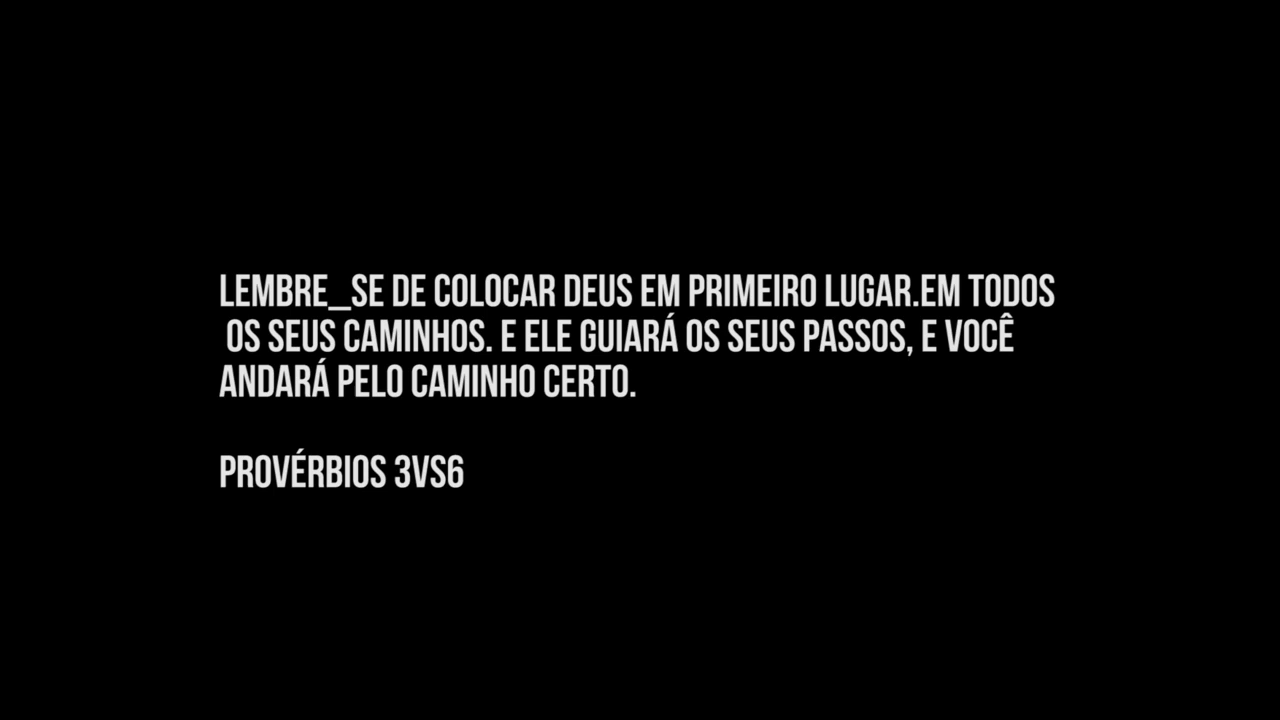 LEMBRE_SE DE COLOCAR DEUS EM PRIMEIRO LUGAR.EM TODOS
OS SEUS CAMINHOS. E ELE GUIARÁ OS SEUS PASSOS, E VOCÊ
ANDARÁ PELO CAMINHO CERTO.
PROVÉRBIOS 3VS6